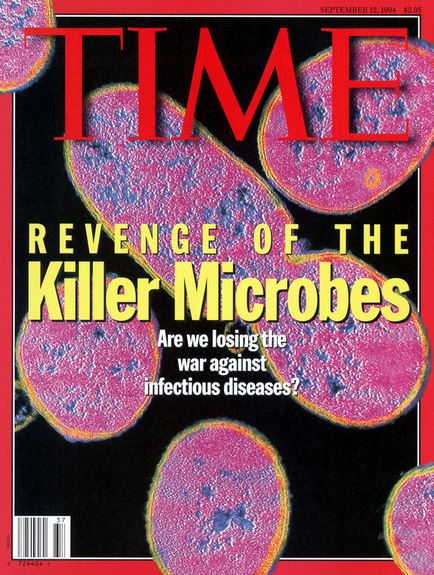 SEPTEMBER 12, 1994 $2.95
TIME
REVENGE OF THE
Killer Microbes
Are we losing the
war against
infectious diseases?
37
0 724404 1